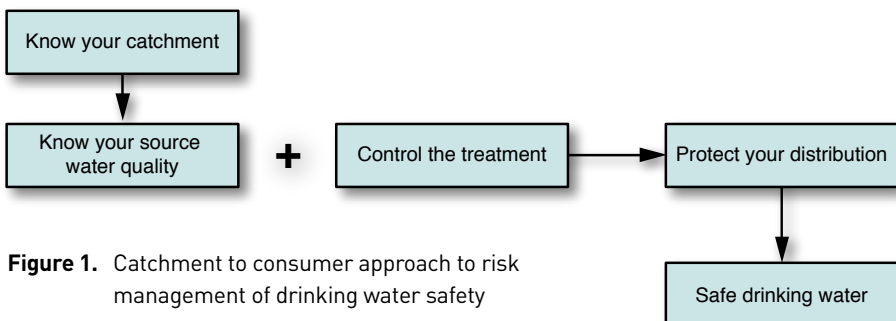 Know your catchment
Know your source
water quality
+
Control the treatment
Protect your distribution
Figure 1. Catchment to consumer approach to risk
management of drinking water safety
Safe drinking water